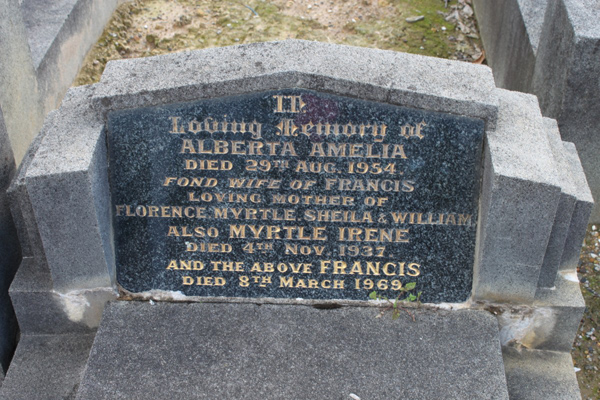 In
Loving Memory of
ALBERTA AMELIA
DIED 29TH AUG. 1954
FOND WIFE OF FRANCIS
LOVING MOTHER OF
FLORENCE, MYRTLE, SHEILA & WILLIAM
ALSO MYRTLE IRENE
DIED 4TH NOV. 1937
AND THE ABOVE FRANCIS
DIED 8TH MARCH 1969